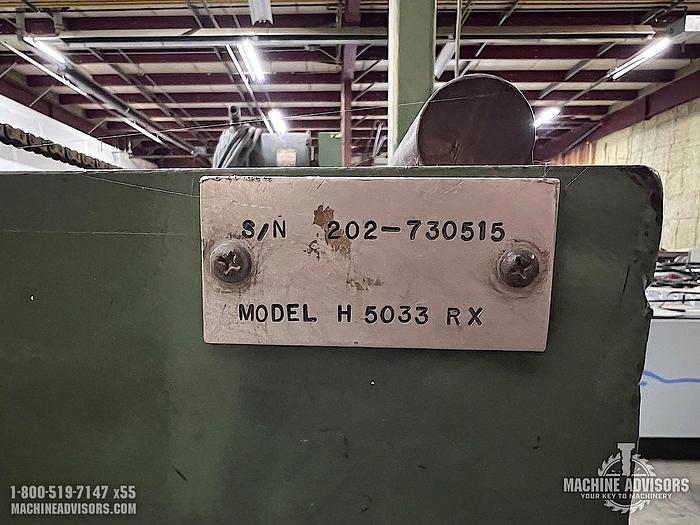 S/N 202-730515
MODEL H 5033 RX
1-800-519-7147 x55
MACHINEADVISORS.COM
MACHINE ADVISORS
YOUR KEY TO MACHINERY